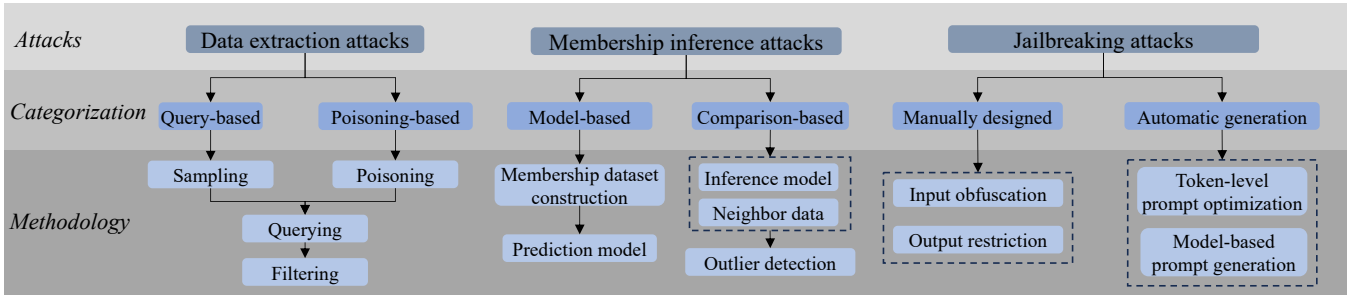 Attacks
Data extraction attacks
Membership inference attacks
Jailbreaking attacks
Categorization
Query-based
Poisoning-based
Model-based
Comparison-based
Manually designed
Automatic generation
Methodology
Sampling
Poisoning
Querying
Filtering
Membership dataset
construction
Prediction model
Inference model
Neighbor data
Outlier detection
Input obfuscation
Output restriction
Token-level
prompt optimization
Model-based
prompt generation